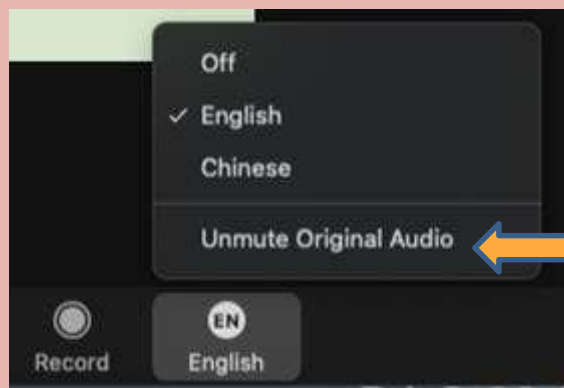 Off
✓ English
Chinese
Unmute Original Audio
EN
Record
English